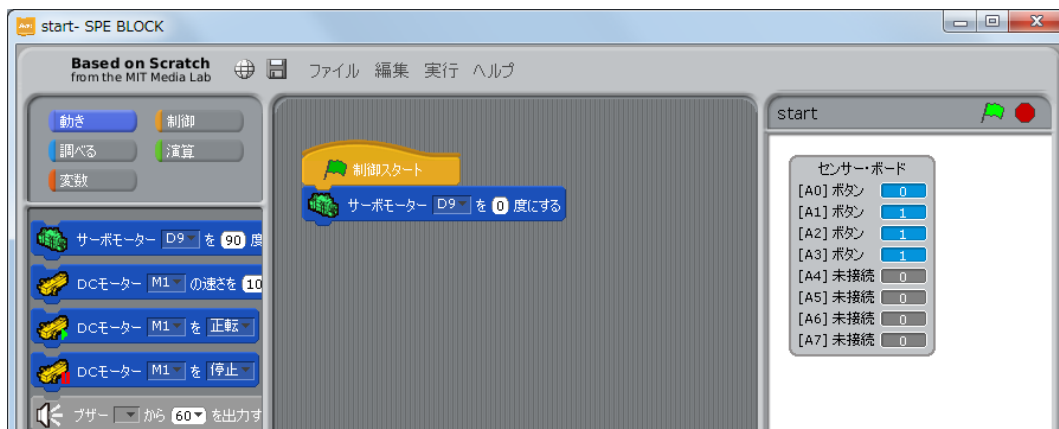 start- SPE BLOCK
Based on Scratch
from the MIT Media Lab
ファイル 編集 実行 ヘルプ
動き 制御
調べる 演算
変数
サーボモーター D9 を 90 度
DCモーター M1 の速さを 10
DCモーター M1 を 正転
DCモーター M1 を 停止
ブザー から 60 を出力す
制御スタート
サーボモーター D9 を 0 度にする
start
センサー・ボード
[A0] ボタン 0
[A1] ボタン 1
[A2] ボタン 1
[A3] ボタン 1
[A4] 未接続 0
[A5] 未接続 0
[A6] 未接続 0
[A7] 未接続 0